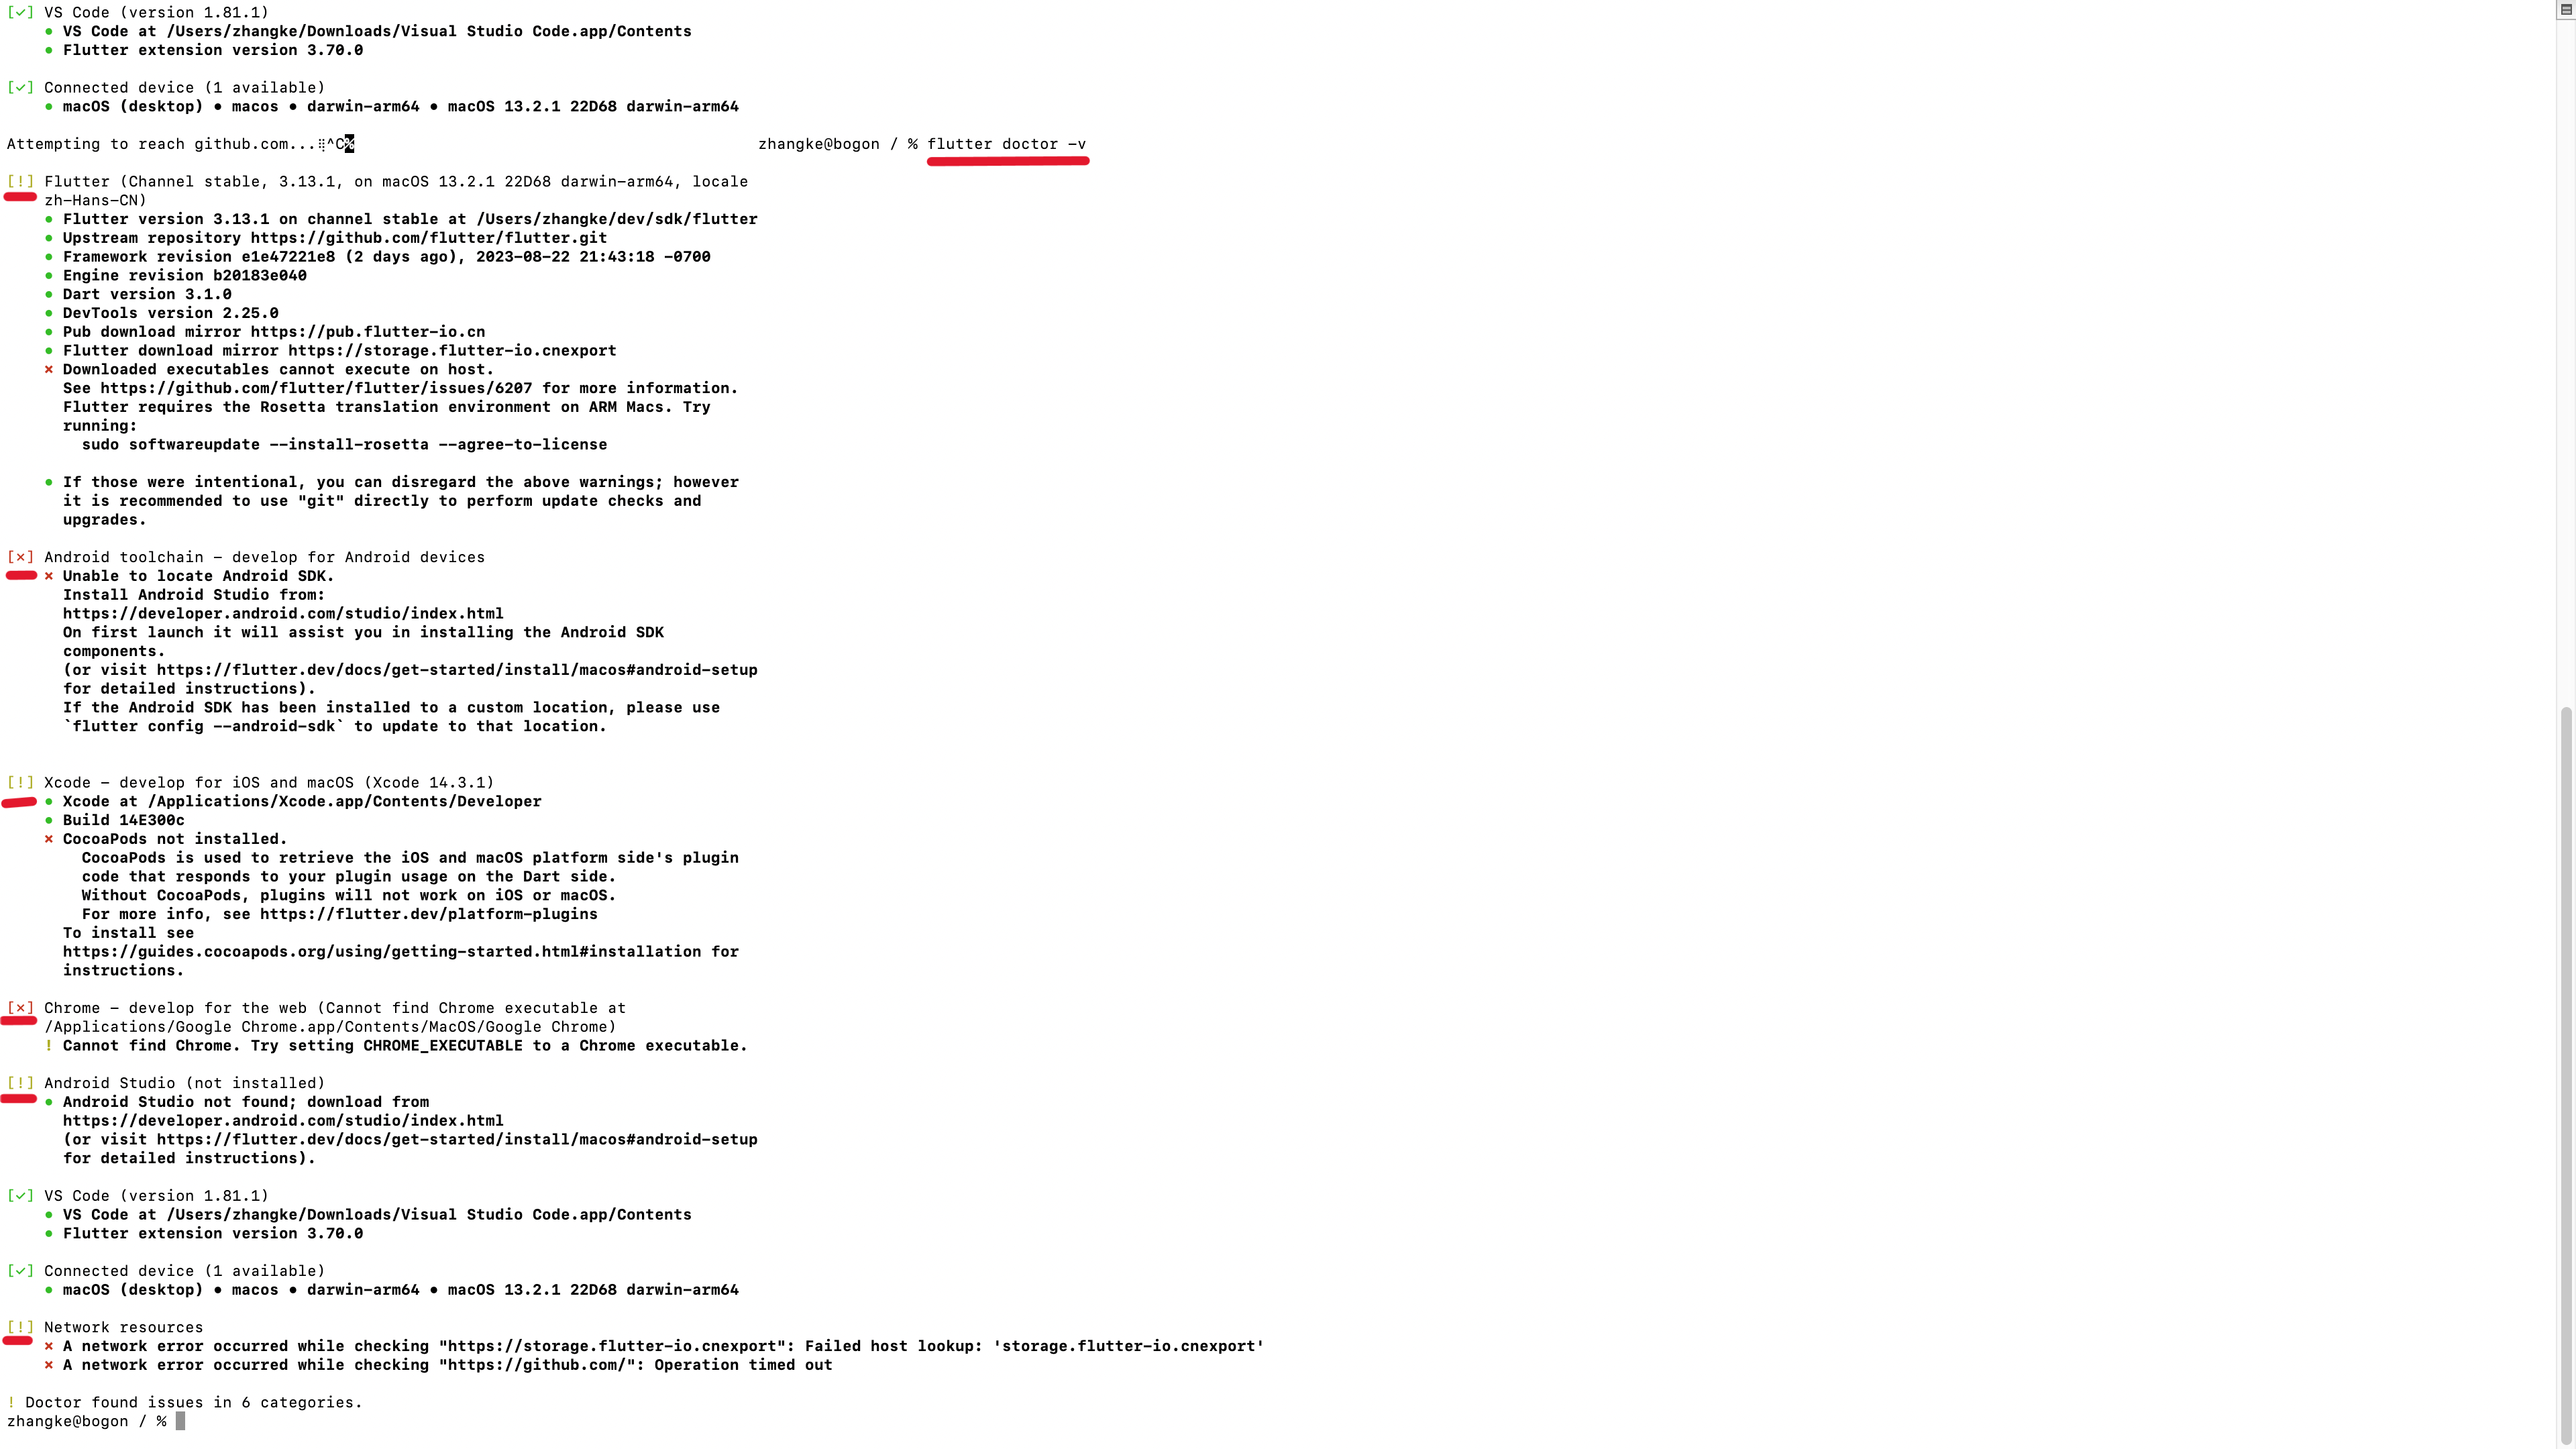 [✓] VS Code (version 1.81.1)
• VS Code at /Users/zhangke/Downloads/Visual Studio Code.app/Contents
• Flutter extension version 3.70.0
[✓] Connected device (1 available)
• macOS (desktop) • macos • darwin-arm64 • macOS 13.2.1 22D68 darwin-arm64
Attempting to reach github.com...⣻^C% zhangke@bogon / % flutter doctor -v
[!] Flutter (Channel stable, 3.13.1, on macOS 13.2.1 22D68 darwin-arm64, locale
zh-Hans-CN)
• Flutter version 3.13.1 on channel stable at /Users/zhangke/dev/sdk/flutter
• Upstream repository https://github.com/flutter/flutter.git
• Framework revision e1e47221e8 (2 days ago), 2023-08-22 21:43:18 -0700
• Engine revision b20183e040
• Dart version 3.1.0
• DevTools version 2.25.0
• Pub download mirror https://pub.flutter-io.cn
• Flutter download mirror https://storage.flutter-io.cnexport
✗ Downloaded executables cannot execute on host.
See https://github.com/flutter/flutter/issues/6207 for more information.
Flutter requires the Rosetta translation environment on ARM Macs. Try
running:
sudo softwareupdate --install-rosetta --agree-to-license
• If those were intentional, you can disregard the above warnings; however
it is recommended to use "git" directly to perform update checks and
upgrades.
[✗] Android toolchain - develop for Android devices
✗ Unable to locate Android SDK.
Install Android Studio from:
https://developer.android.com/studio/index.html
On first launch it will assist you in installing the Android SDK
components.
(or visit https://flutter.dev/docs/get-started/install/macos#android-setup
for detailed instructions).
If the Android SDK has been installed to a custom location, please use
`flutter config --android-sdk` to update to that location.
[!] Xcode - develop for iOS and macOS (Xcode 14.3.1)
• Xcode at /Applications/Xcode.app/Contents/Developer
• Build 14E300c
✗ CocoaPods not installed.
CocoaPods is used to retrieve the iOS and macOS platform side's plugin
code that responds to your plugin usage on the Dart side.
Without CocoaPods, plugins will not work on iOS or macOS.
For more info, see https://flutter.dev/platform-plugins
To install see
https://guides.cocoapods.org/using/getting-started.html#installation for
instructions.
[✗] Chrome - develop for the web (Cannot find Chrome executable at
/Applications/Google Chrome.app/Contents/MacOS/Google Chrome)
! Cannot find Chrome. Try setting CHROME_EXECUTABLE to a Chrome executable.
[!] Android Studio (not installed)
• Android Studio not found; download from
https://developer.android.com/studio/index.html
(or visit https://flutter.dev/docs/get-started/install/macos#android-setup
for detailed instructions).
[✓] VS Code (version 1.81.1)
• VS Code at /Users/zhangke/Downloads/Visual Studio Code.app/Contents
• Flutter extension version 3.70.0
[✓] Connected device (1 available)
• macOS (desktop) • macos • darwin-arm64 • macOS 13.2.1 22D68 darwin-arm64
[!] Network resources
✗ A network error occurred while checking "https://storage.flutter-io.cnexport": Failed host lookup: 'storage.flutter-io.cnexport'
✗ A network error occurred while checking "https://github.com/": Operation timed out
! Doctor found issues in 6 categories.
zhangke@bogon / %